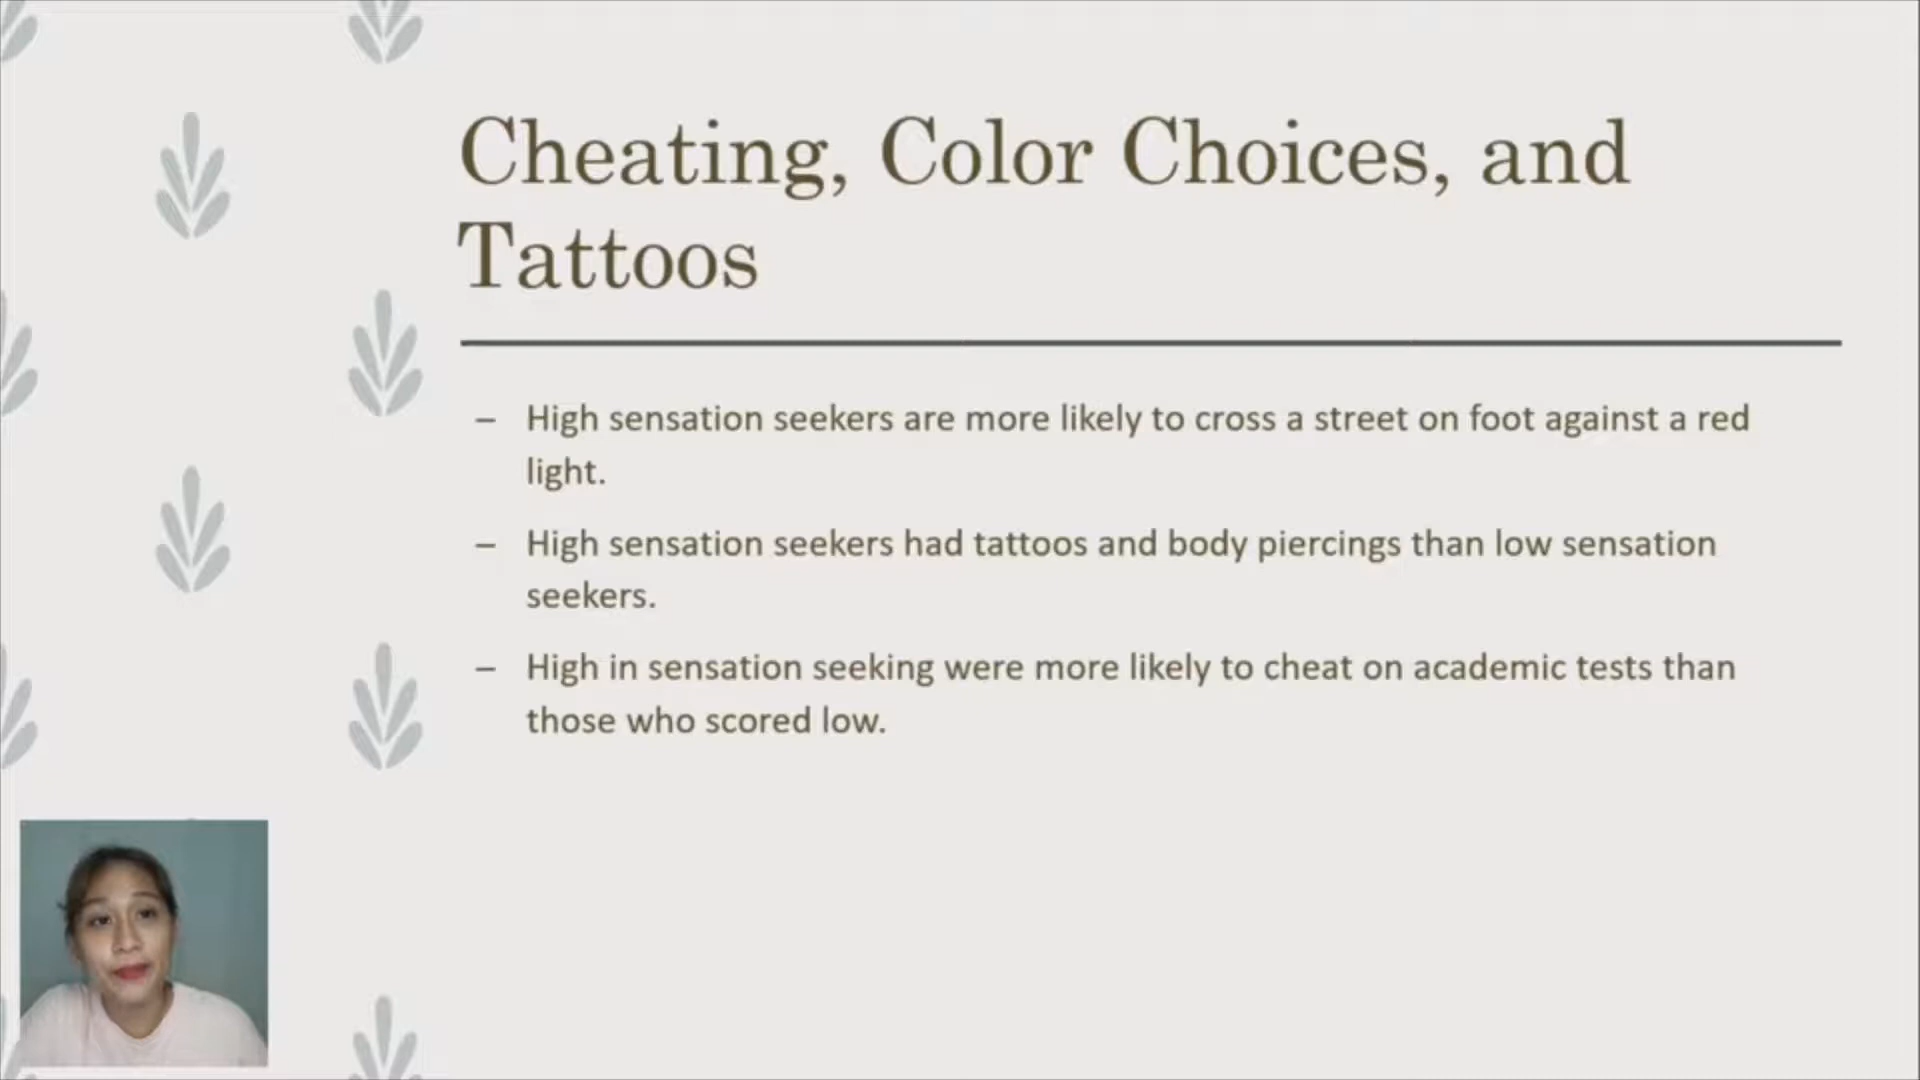 Cheating, Color Choices, and
Tattoos
– High sensation seekers are more likely to cross a street on foot against a red
light.
– High sensation seekers had tattoos and body piercings than low sensation
seekers.
– High in sensation seeking were more likely to cheat on academic tests than
those who scored low.